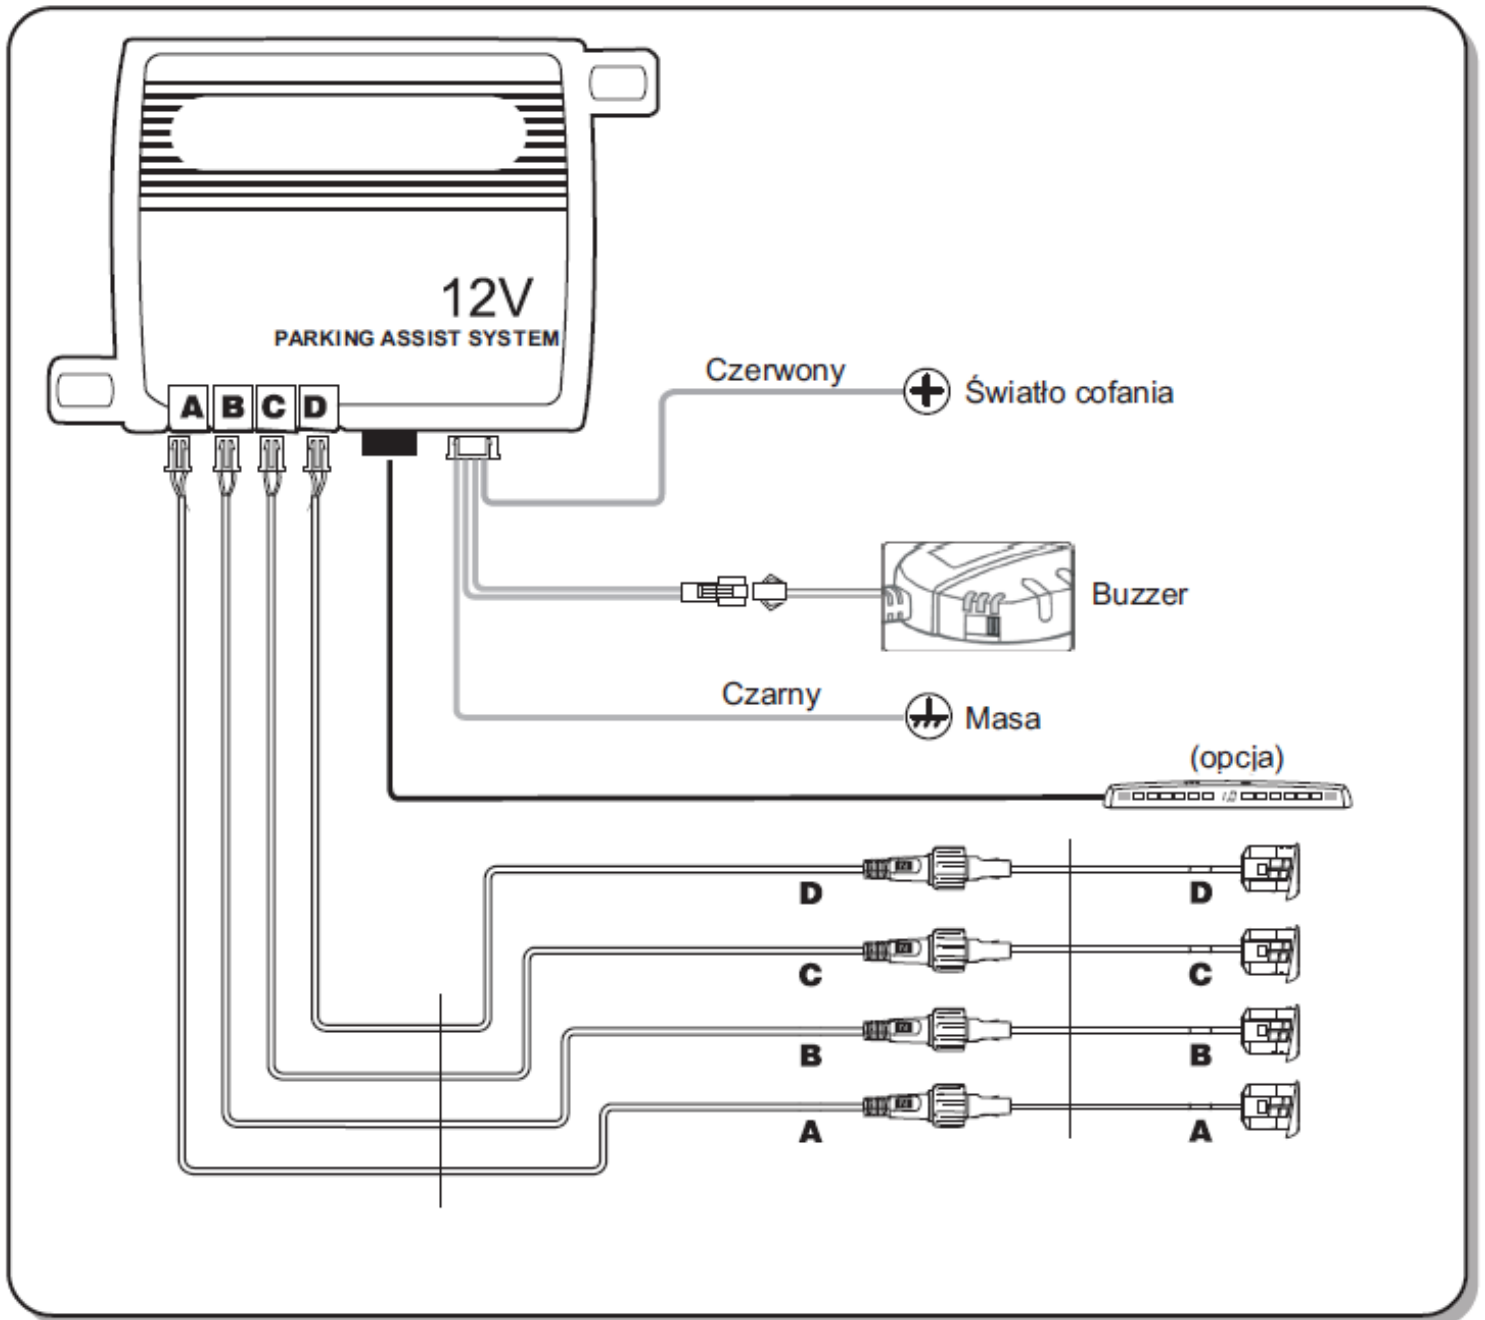 12V
PARKING ASSIST SYSTEM
A B C D
Czerwony
Światło cofania
Buzzer
Czarny
Masa
(opcja)
D D
C C
B B
A A